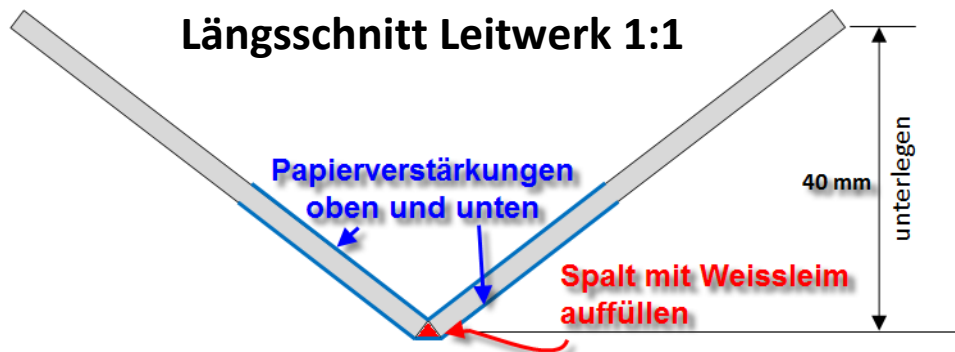 Längsschnitt Leitwerk 1:1
Papierverstärkungen
oben und unten
40 mm
unterlegen
Spalt mit Weissleim
auffüllen